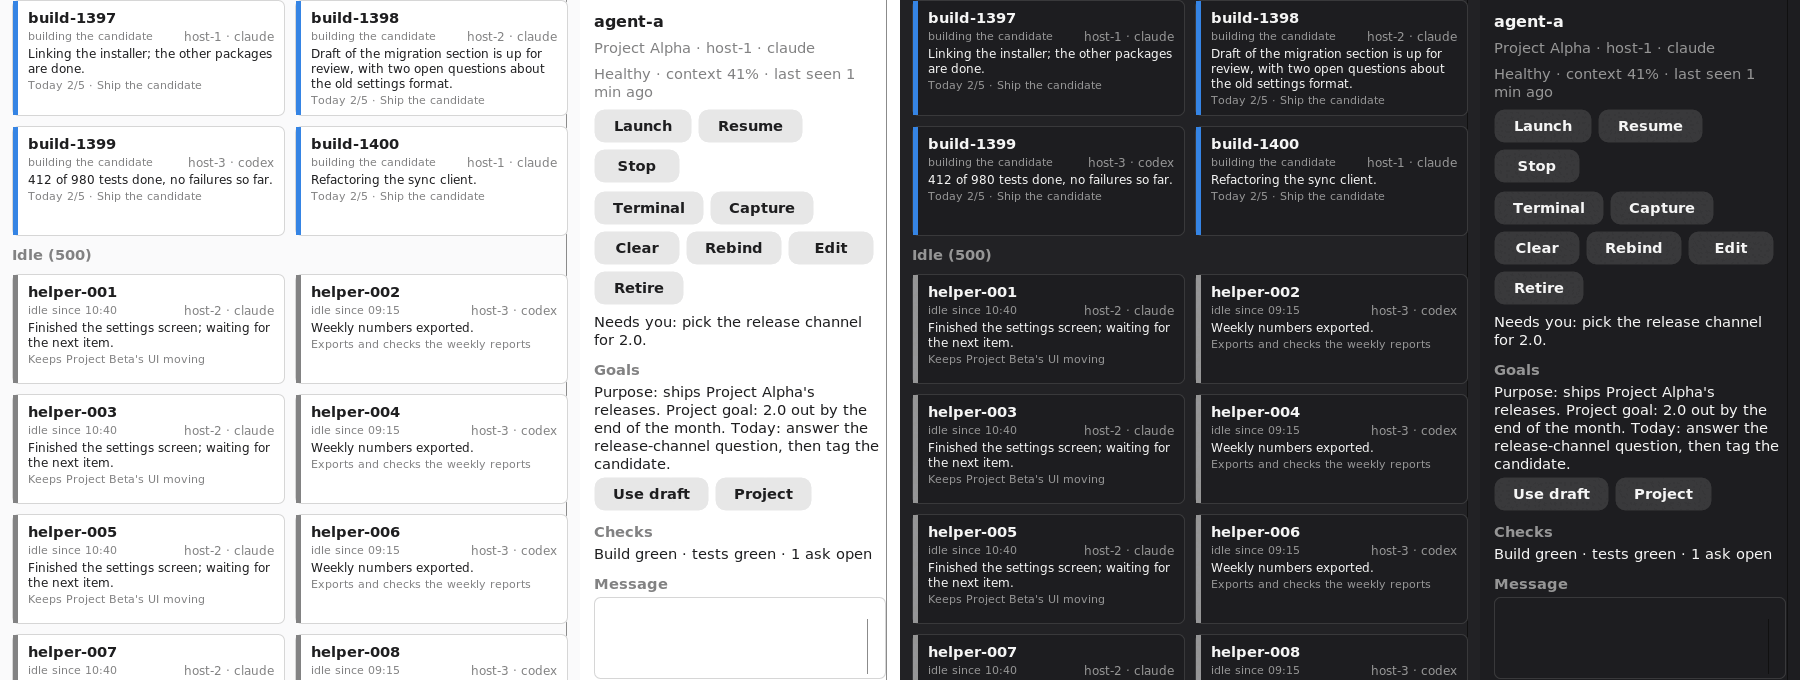 build-1397
building the candidate
host-1 · claude
Linking the installer; the other packages
are done.
Today 2/5 · Ship the candidate
build-1398
building the candidate
host-2 · claude
Draft of the migration section is up for
review, with two open questions about
the old settings format.
Today 2/5 · Ship the candidate
build-1399
building the candidate
host-3 · codex
412 of 980 tests done, no failures so far.
Today 2/5 · Ship the candidate
build-1400
building the candidate
host-1 · claude
Refactoring the sync client.
Today 2/5 · Ship the candidate
Idle (500)
helper-001
idle since 10:40
host-2 · claude
Finished the settings screen; waiting for
the next item.
Keeps Project Beta's UI moving
helper-002
idle since 09:15
host-3 · codex
Weekly numbers exported.
Exports and checks the weekly reports
helper-003
idle since 10:40
host-2 · claude
Finished the settings screen; waiting for
the next item.
Keeps Project Beta's UI moving
helper-004
idle since 09:15
host-3 · codex
Weekly numbers exported.
Exports and checks the weekly reports
helper-005
idle since 10:40
host-2 · claude
Finished the settings screen; waiting for
the next item.
Keeps Project Beta's UI moving
helper-006
idle since 09:15
host-3 · codex
Weekly numbers exported.
Exports and checks the weekly reports
helper-007
idle since 10:40
host-2 · claude
helper-008
idle since 09:15
host-3 · codex
agent-a
Project Alpha · host-1 · claude
Healthy · context 41% · last seen 1
min ago
Launch
Resume
Stop
Terminal
Capture
Clear
Rebind
Edit
Retire
Needs you: pick the release channel
for 2.0.
Goals
Purpose: ships Project Alpha's
releases. Project goal: 2.0 out by the
end of the month. Today: answer the
release-channel question, then tag the
candidate.
Use draft
Project
Checks
Build green · tests green · 1 ask open
Message
build-1397
building the candidate
host-1 · claude
Linking the installer; the other packages
are done.
Today 2/5 · Ship the candidate
build-1398
building the candidate
host-2 · claude
Draft of the migration section is up for
review, with two open questions about
the old settings format.
Today 2/5 · Ship the candidate
build-1399
building the candidate
host-3 · codex
412 of 980 tests done, no failures so far.
Today 2/5 · Ship the candidate
build-1400
building the candidate
host-1 · claude
Refactoring the sync client.
Today 2/5 · Ship the candidate
Idle (500)
helper-001
idle since 10:40
host-2 · claude
Finished the settings screen; waiting for
the next item.
Keeps Project Beta's UI moving
helper-002
idle since 09:15
host-3 · codex
Weekly numbers exported.
Exports and checks the weekly reports
helper-003
idle since 10:40
host-2 · claude
Finished the settings screen; waiting for
the next item.
Keeps Project Beta's UI moving
helper-004
idle since 09:15
host-3 · codex
Weekly numbers exported.
Exports and checks the weekly reports
helper-005
idle since 10:40
host-2 · claude
Finished the settings screen; waiting for
the next item.
Keeps Project Beta's UI moving
helper-006
idle since 09:15
host-3 · codex
Weekly numbers exported.
Exports and checks the weekly reports
helper-007
idle since 10:40
host-2 · claude
helper-008
idle since 09:15
host-3 · codex
agent-a
Project Alpha · host-1 · claude
Healthy · context 41% · last seen 1
min ago
Launch
Resume
Stop
Terminal
Capture
Clear
Rebind
Edit
Retire
Needs you: pick the release channel
for 2.0.
Goals
Purpose: ships Project Alpha's
releases. Project goal: 2.0 out by the
end of the month. Today: answer the
release-channel question, then tag the
candidate.
Use draft
Project
Checks
Build green · tests green · 1 ask open
Message